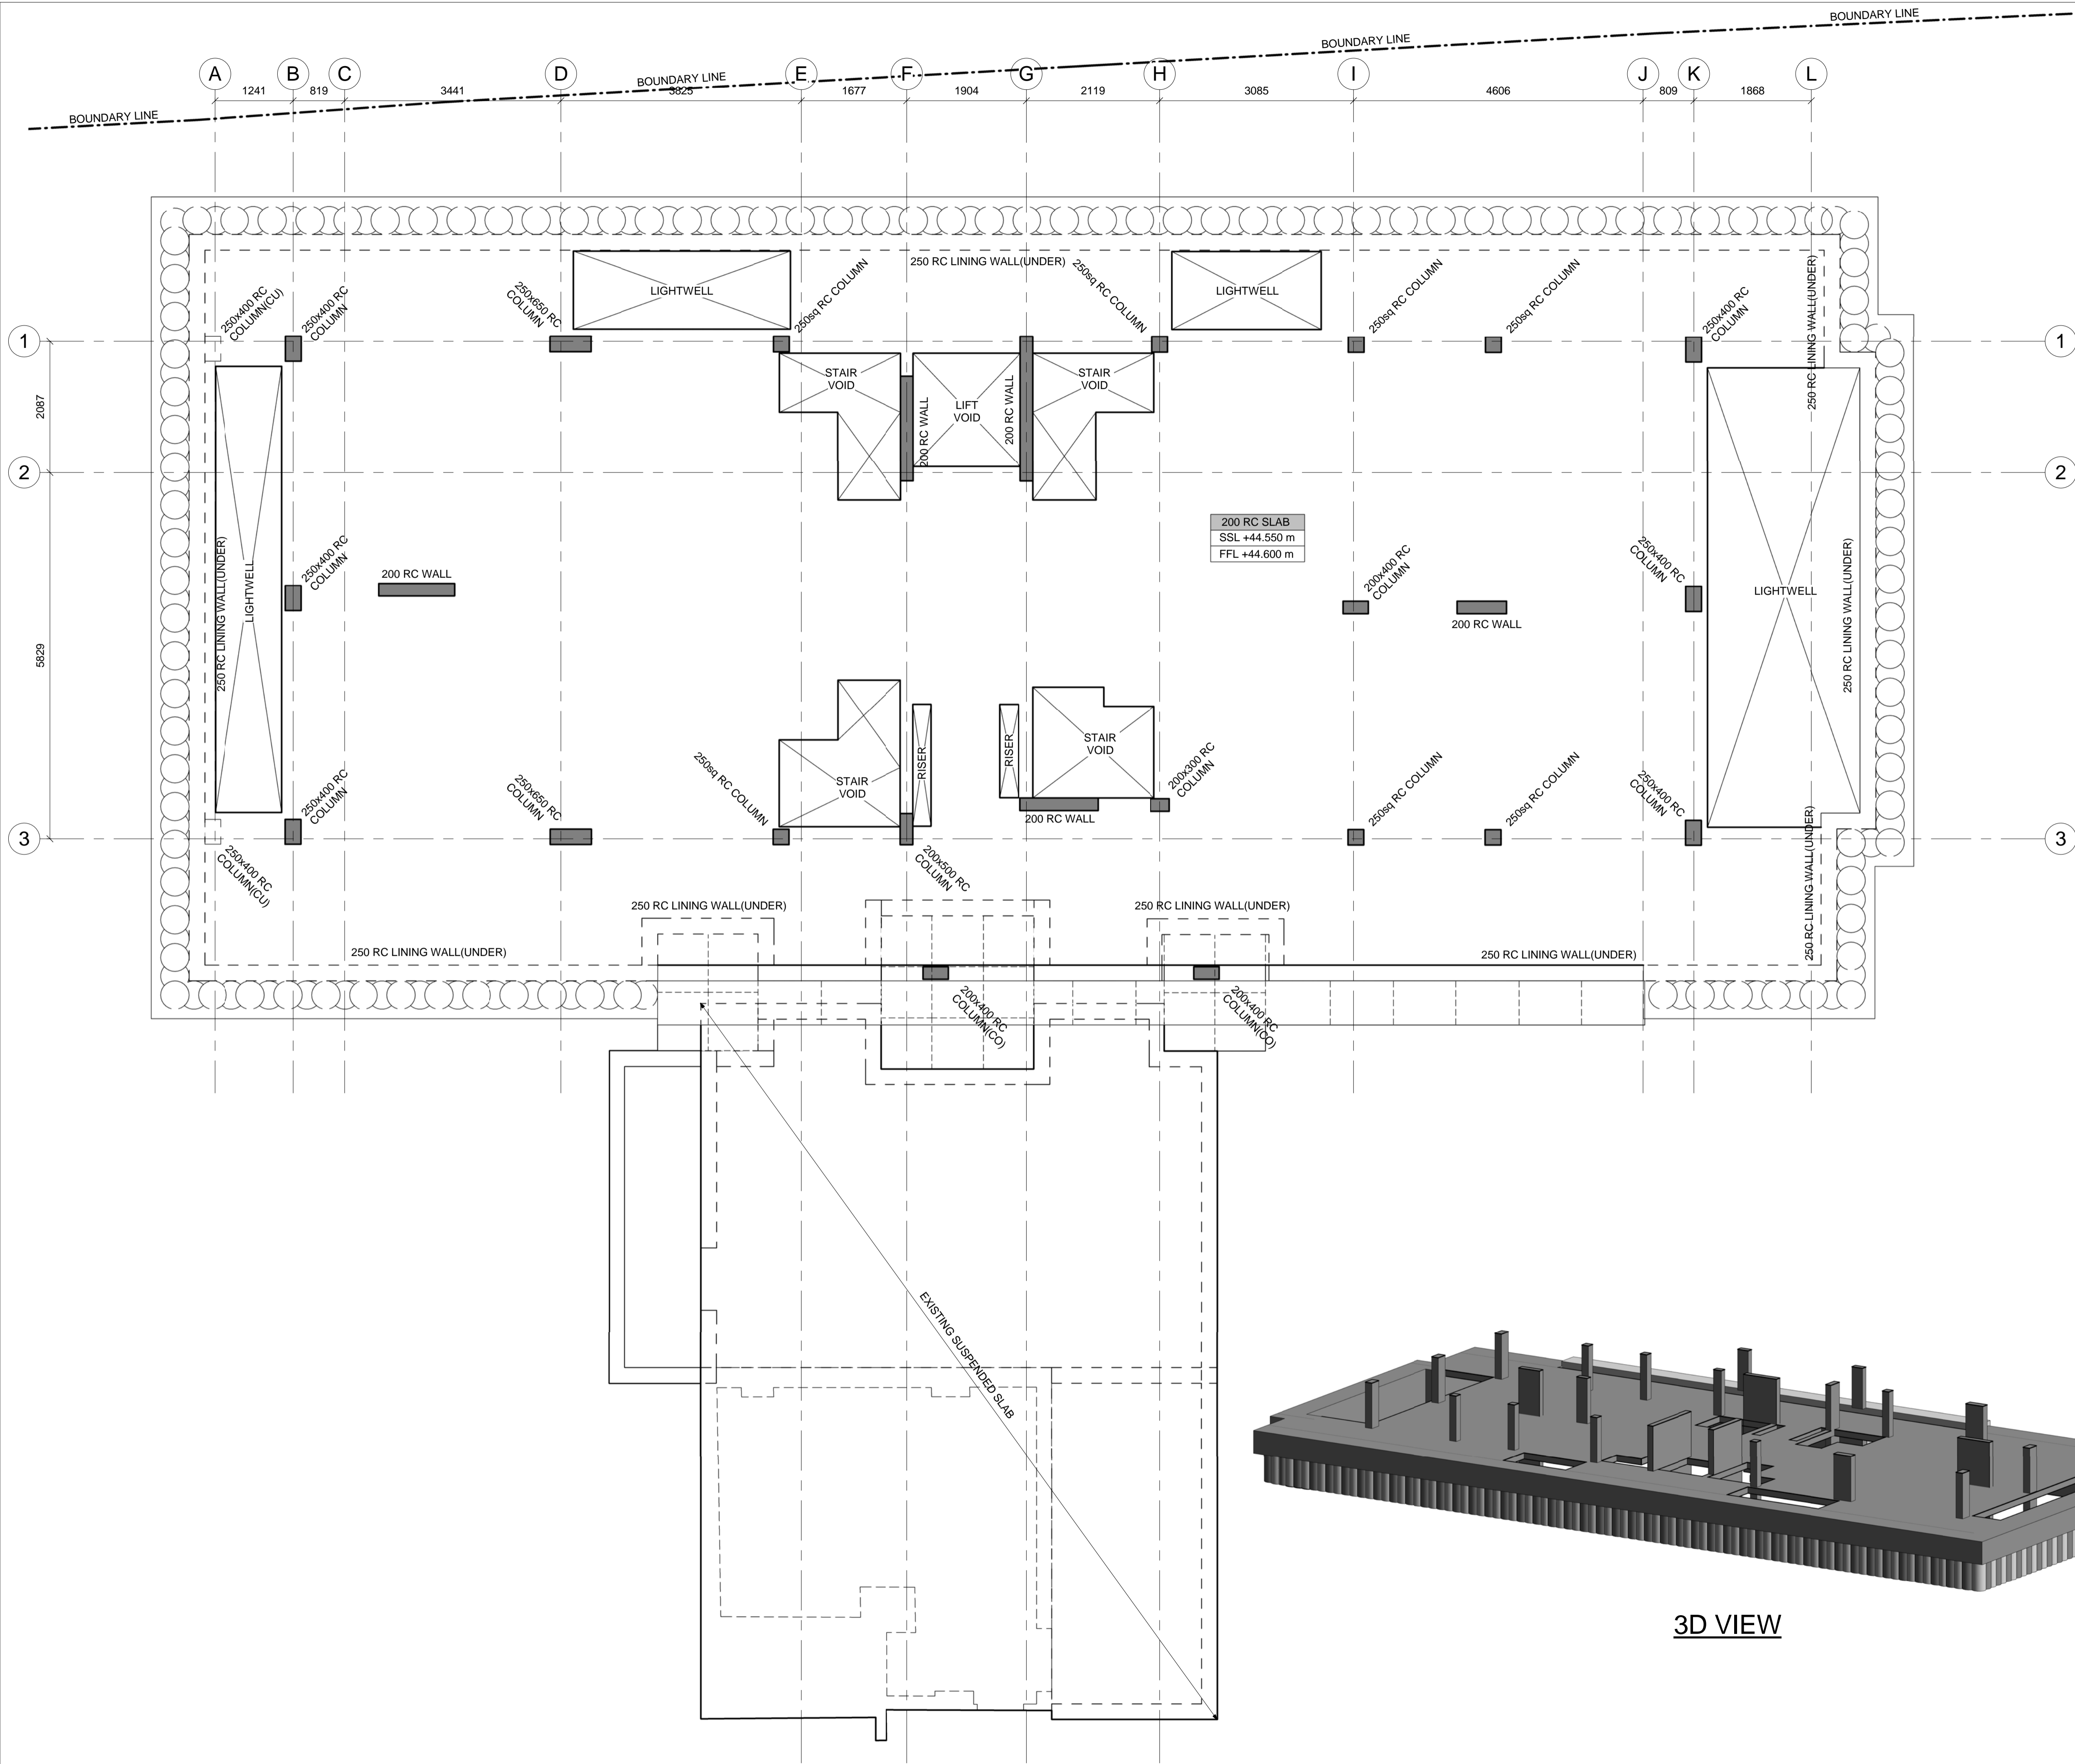 BOUNDARY LINE
BOUNDARY LINE
BOUNDARY LINE
BOUNDARY LINE
A B C D E F G H I J K L
1241 819 3441 3825 1677 1904 2119 3085 4606 809 1868
250 RC LINING WALL(UNDER)
250x400 RC
COLUMN(CU)
250x400 RC
COLUMN
250x650 RC
COLUMN
LIGHTWELL
250sq RC COLUMN
250sq RC COLUMN
LIGHTWELL
250sq RC COLUMN
250sq RC COLUMN
250x400 RC
COLUMN
250 RC LINING WALL(UNDER)
1
1
2087
STAIR
VOID
200 RC WALL
LIFT
VOID
200 RC WALL
STAIR
VOID
2
2
200 RC SLAB
SSL +44.550 m
FFL +44.600 m
250 RC LINING WALL(UNDER)
LIGHTWELL
250x400 RC
COLUMN
200 RC WALL
200x400 RC
COLUMN
200 RC WALL
250x400 RC
COLUMN
LIGHTWELL
250 RC LINING WALL(UNDER)
5829
250x400 RC
COLUMN
250x650 RC
COLUMN
250sq RC COLUMN
STAIR
VOID
RISER
RISER
STAIR
VOID
200x300 RC
COLUMN
200 RC WALL
250sq RC COLUMN
250sq RC COLUMN
250x400 RC
COLUMN
3
3
250x400 RC
COLUMN(CU)
200x500 RC
COLUMN
250 RC LINING WALL(UNDER)
250 RC LINING WALL(UNDER)
250 RC LINING WALL(UNDER)
250 RC LINING WALL(UNDER)
250 RC LINING WALL(UNDER)
200x400 RC
COLUMN(CO)
200x400 RC
COLUMN(CO)
EXISTING SUSPENDED SLAB
3D VIEW